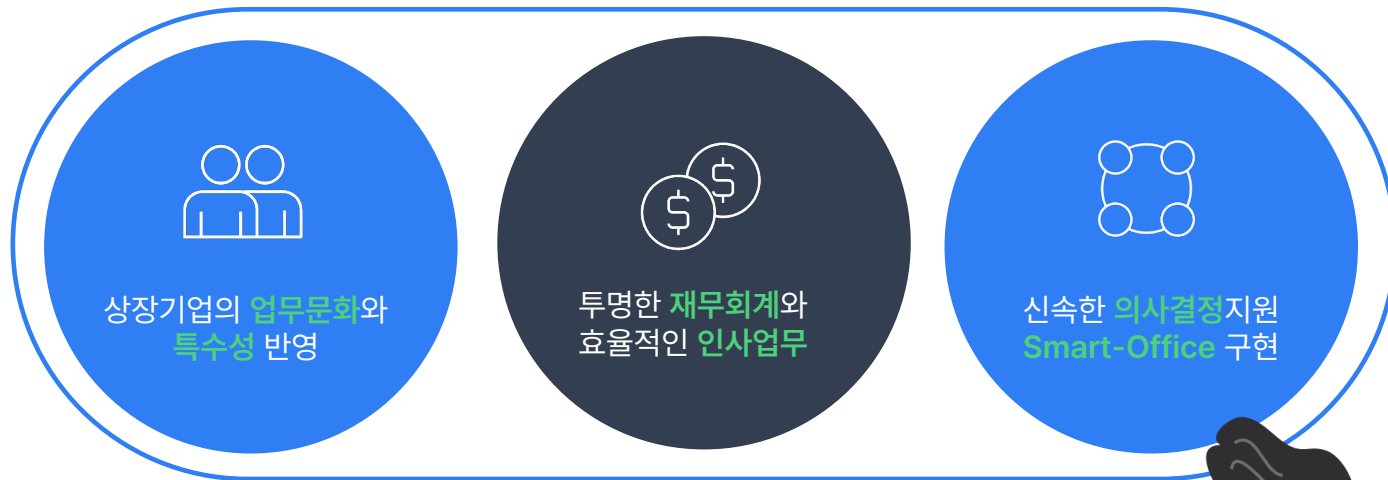 상장기업의 업무문화와
특수성 반영
투명한 재무회계와
효율적인 인사업무
신속한 의사결정지원
Smart-Office 구현